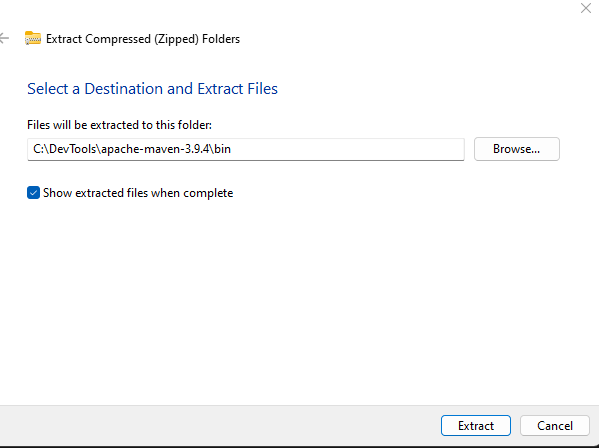 Extract Compressed (Zipped) Folders
Select a Destination and Extract Files
Files will be extracted to this folder:
C:\DevTools\apache-maven-3.9.4\bin
Browse...
Show extracted files when complete
Extract
Cancel